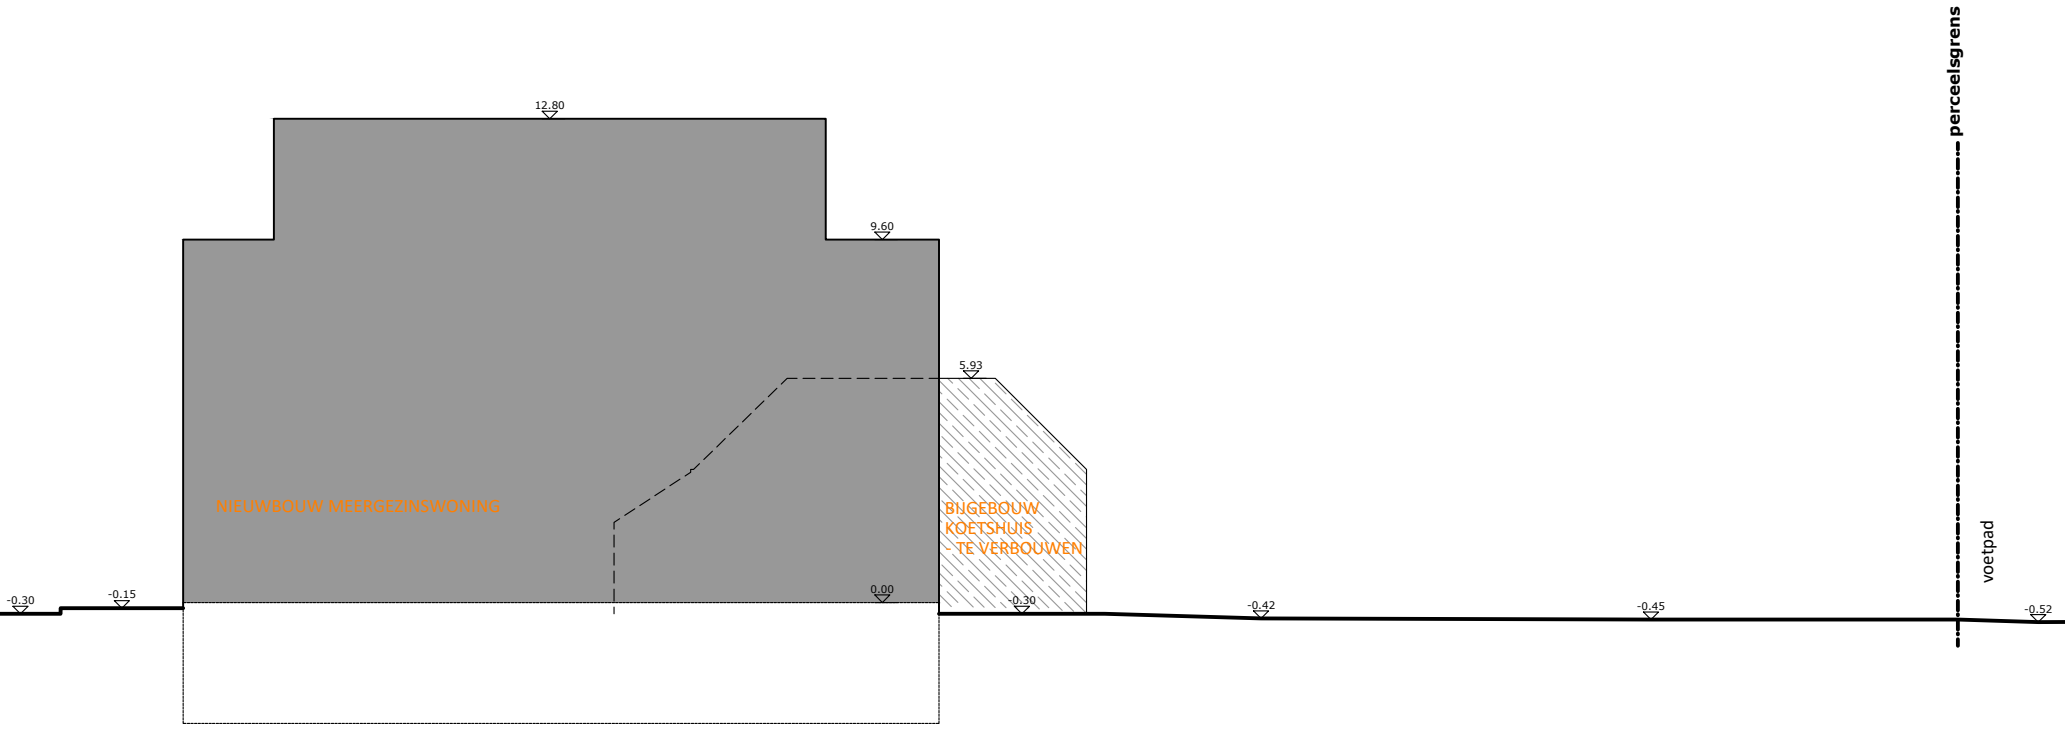 perceelsgrens
12.80
9.60
5.93
NIEUWBOUW MEERGEZINSWONING
BIJGEBOUW
KOETSHUIS
- TE VERBOUWEN
voetpad
-0.30
-0.15
0.00
-0.30
-0.42
-0.45
-0.52